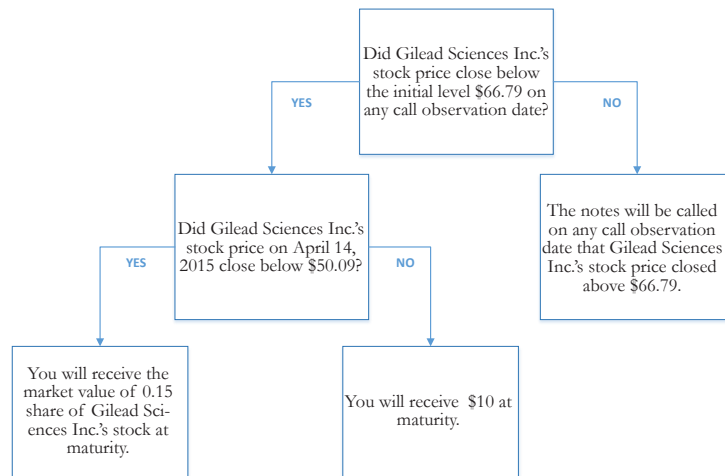 Did Gilead Sciences Inc.'s
stock price close below
the initial level $66.79 on
any call observation date?
YES
NO
Did Gilead Sciences Inc.'s
stock price on April 14,
2015 close below $50.09?
The notes will be called
on any call observation
date that Gilead Sciences
Inc.'s stock price closed
above $66.79.
YES
NO
You will receive the
market value of 0.15
share of Gilead Sci-
ences Inc.'s stock at
maturity.
You will receive $10 at
maturity.